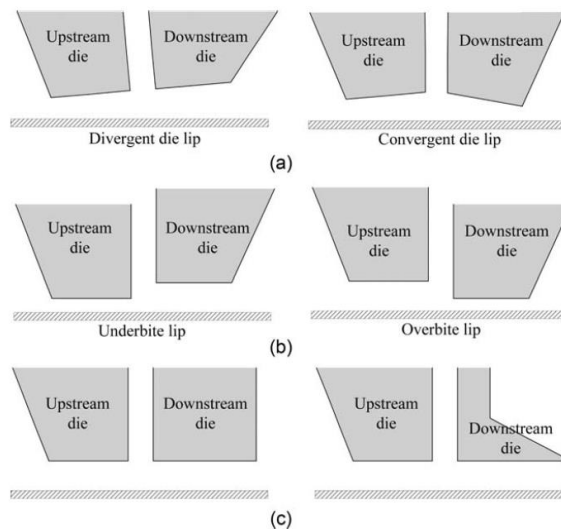 Upstream
die
Downstream
die
Upstream
die
Downstream
die
Divergent die lip
Convergent die lip
(a)
Upstream
die
Downstream
die
Upstream
die
Downstream
die
Underbite lip
Overbite lip
(b)
Upstream
die
Downstream
die
Upstream
die
Downstream
die
(c)